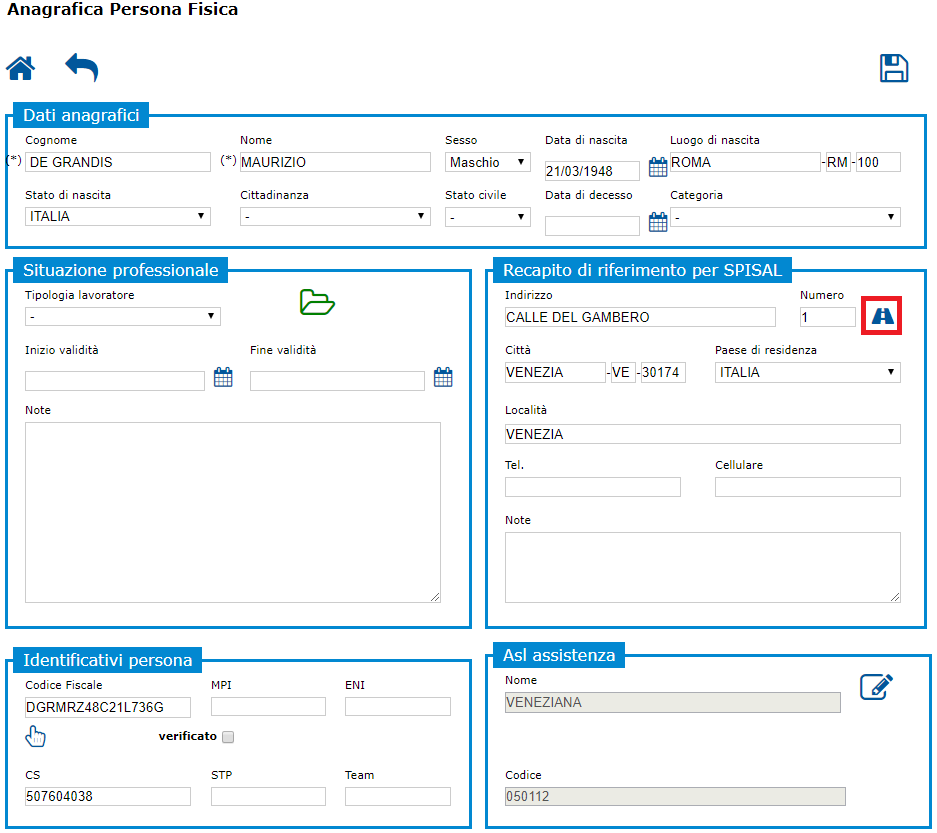 Anagrafica Persona Fisica
Dati anagrafici
Cognome Nome Sesso Data di nascita Luogo di nascita
(*) DE GRANDIS (*) MAURIZIO Maschio 21/03/1948 ROMA -RM -100
Stato di nascita Cittadinanza Stato civile Data di decesso Categoria
ITALIA - - -
Situazione professionale
Tipologia lavoratore
-
Inizio validità Fine validità
Note
Recapito di riferimento per SPISAL
Indirizzo Numero
CALLE DEL GAMBERO 1
Città Paese di residenza
VENEZIA -VE -30174 ITALIA
Località
VENEZIA
Tel. Cellulare
Note
Identificativi persona
Codice Fiscale MPI ENI
DGRMRZ48C21L736G
verificato
CS STP Team
507604038
Asl assistenza
Nome
VENEZIANA
Codice
050112